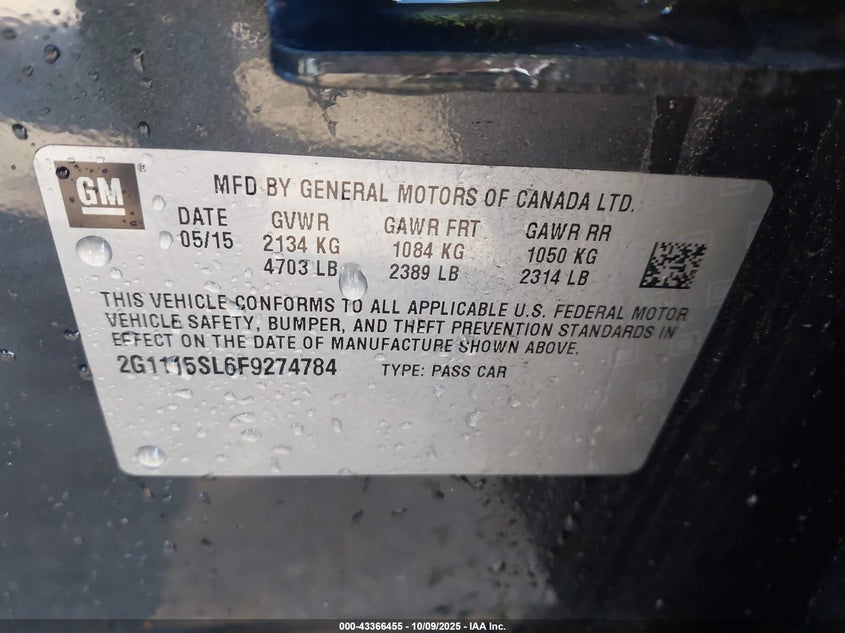 GM ®
MFD BY GENERAL MOTORS OF CANADA LTD.
DATE GVWR GAWR FRT GAWR RR
05/15 2134 KG 1084 KG 1050 KG
4703 LB 2389 LB 2314 LB
THIS VEHICLE CONFORMS TO ALL APPLICABLE U.S. FEDERAL MOTOR
VEHICLE SAFETY, BUMPER, AND THEFT PREVENTION STANDARDS IN
EFFECT ON THE DATE OF MANUFACTURE SHOWN ABOVE.
2G1115SL6F9274784 TYPE: PASS CAR
000-43366455 - 10/09/2025 - IAA Inc.